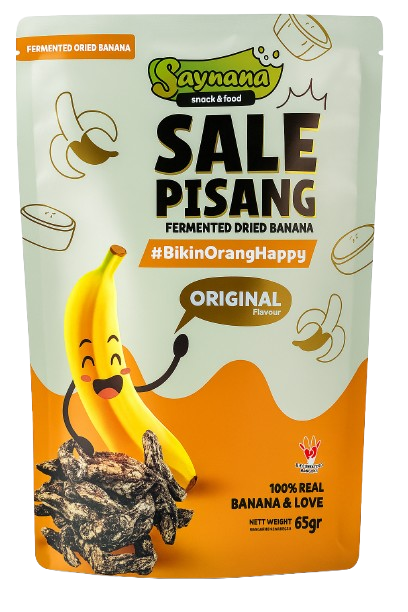 FERMENTED DRIED BANANA
Saynana
snack & food
SALE
PISANG
FERMENTED DRIED BANANA
#BikinOrangHappy
ORIGINAL
Flavour
100% REAL
BANANA & LOVE
NETT WEIGHT 65gr